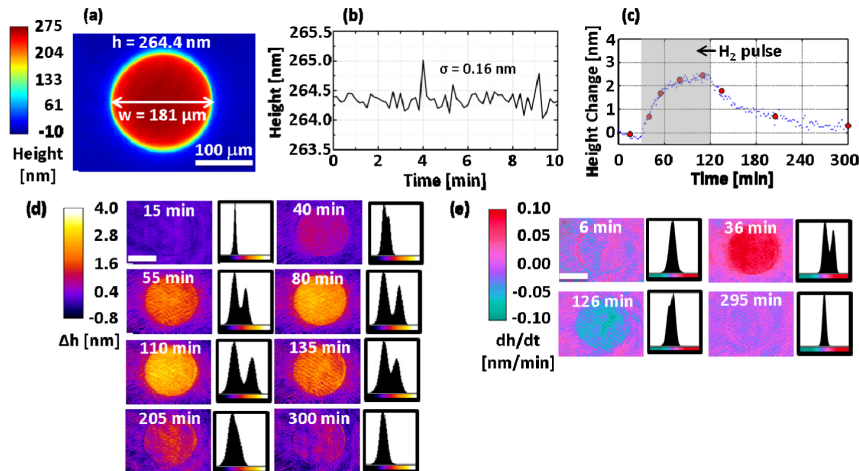 (a)
275
204
133
61
-10
Height
[nm]
h = 264.4 nm
w = 181 μm
100 μm
(b)
Height [nm]
265.5
265.0
264.5
264.0
263.5
σ = 0.16 nm
0 2 4 6 8 10
Time [min]
(c)
Height Change [nm]
4
3
2
1
0
H2 pulse
0 60 120 180 240 300
Time [min]
(d)
4.0
2.8
1.6
0.4
-0.8
Δh [nm]
15 min
40 min
55 min
80 min
110 min
135 min
205 min
300 min
(e)
0.10
0.05
0.00
-0.05
-0.10
dh/dt
[nm/min]
6 min
36 min
126 min
295 min